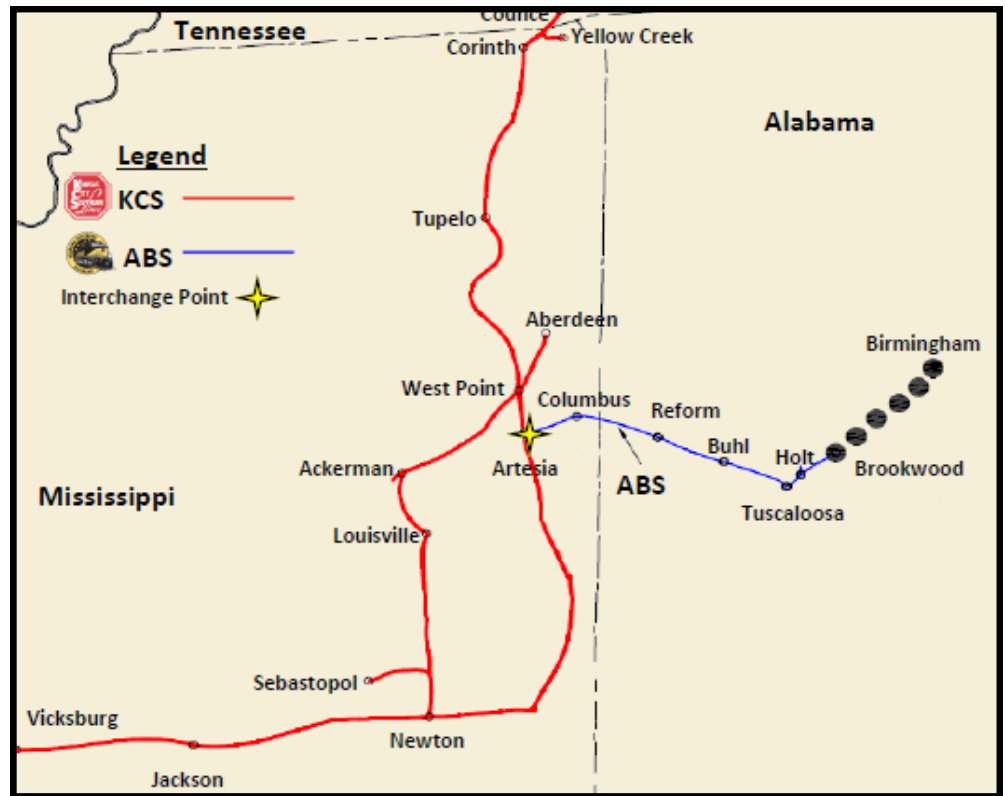 Counce
Tennessee
Yellow Creek
Corinth
Alabama
Legend
KCS
Tupelo
ABS
Interchange Point
Aberdeen
Birmingham
West Point
Columbus
Reform
Buhl
Holt
Ackerman
Artesia
ABS
Brookwood
Mississippi
Tuscaloosa
Louisville
Sebastopol
Vicksburg
Newton
Jackson